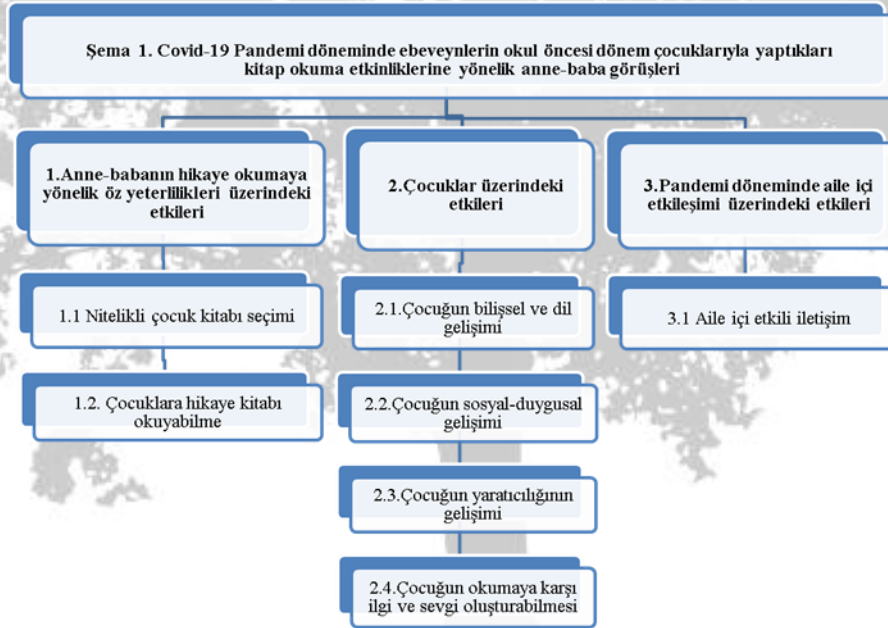 Şema 1. Covid-19 Pandemi döneminde ebeveynlerin okul öncesi dönem çocuklarıyla yaptıkları
kitap okuma etkinliklerine yönelik anne-baba görüşleri
1.Anne-babanın hikaye okumaya
yönelik öz yeterlilikleri üzerindeki
etkileri
1.1 Nitelikli çocuk kitabı seçimi
1.2. Çocuklara hikaye kitabı
okuyabilme
2.Çocuklar üzerindeki
etkileri
2.1.Çocuğun bilişsel ve dil
gelişimi
2.2.Çocuğun sosyal-duygusal
gelişimi
2.3.Çocuğun yaratıcılığının
gelişimi
2.4.Çocuğun okumaya karşı
ilgi ve sevgi oluşturabilmesi
3.Pandemi döneminde aile içi
etkileşimi üzerindeki etkileri
3.1 Aile içi etkili iletişim